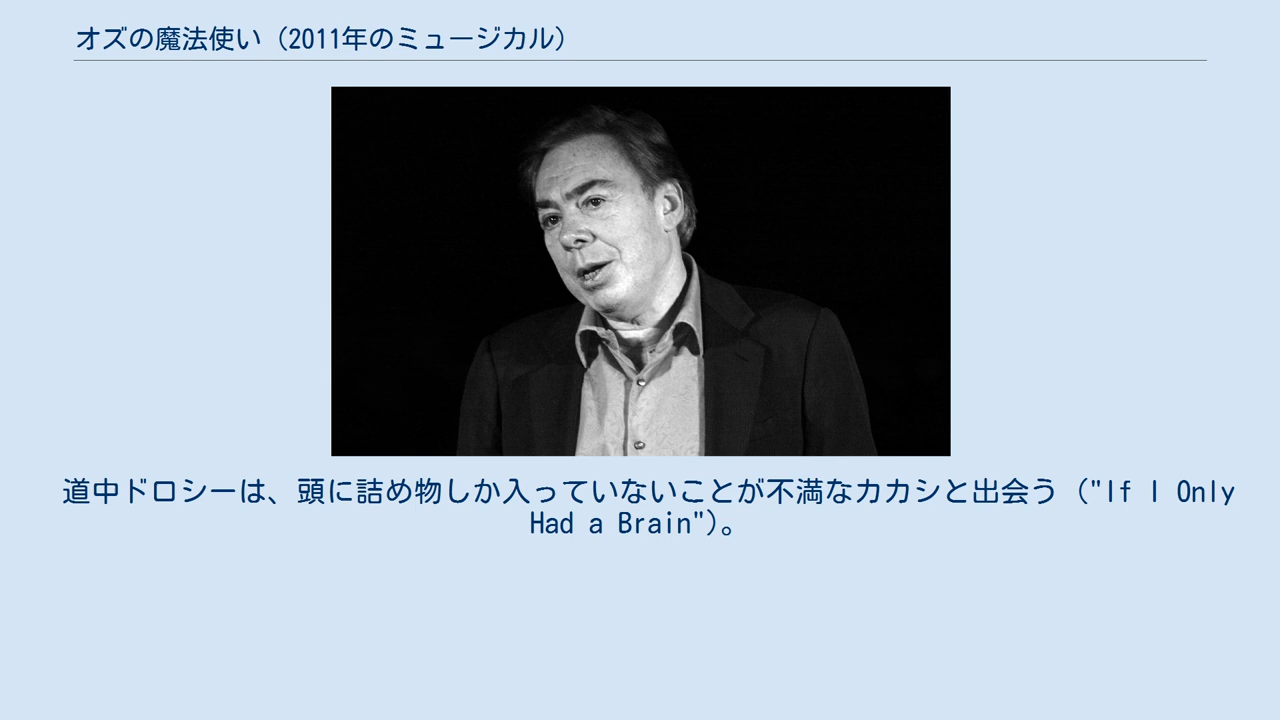 オズの魔法使い（2011年のミュージカル）
道中ドロシーは、頭に詰め物しか入っていないことが不満なカカシと出会う（"If I Only
Had a Brain"）。